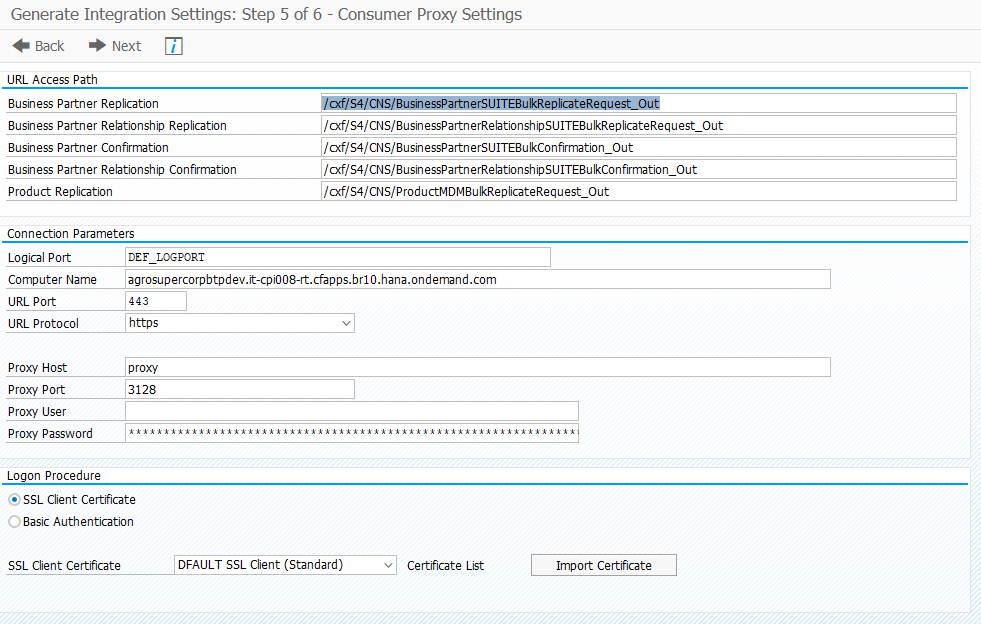 Generate Integration Settings: Step 5 of 6 - Consumer Proxy Settings
Back Next i
URL Access Path
Business Partner Replication /cxf/S4/CNS/BusinessPartnerSUITEBulkReplicateRequest_Out
Business Partner Relationship Replication /cxf/S4/CNS/BusinessPartnerRelationshipSUITEBulkReplicateRequest_Out
Business Partner Confirmation /cxf/S4/CNS/BusinessPartnerSUITEBulkConfirmation_Out
Business Partner Relationship Confirmation /cxf/S4/CNS/BusinessPartnerRelationshipSUITEBulkConfirmation_Out
Product Replication /cxf/S4/CNS/ProductMDMBulkReplicateRequest_Out
Connection Parameters
Logical Port DEF_LOGPORT
Computer Name agrosupercorpbtpdev.it-cpi008-rt.cfapps.br10.hana.ondemand.com
URL Port 443
URL Protocol https
Proxy Host proxy
Proxy Port 3128
Proxy User
Proxy Password ****************************************************************
Logon Procedure
SSL Client Certificate
Basic Authentication
SSL Client Certificate DFAULT SSL Client (Standard) Certificate List Import Certificate